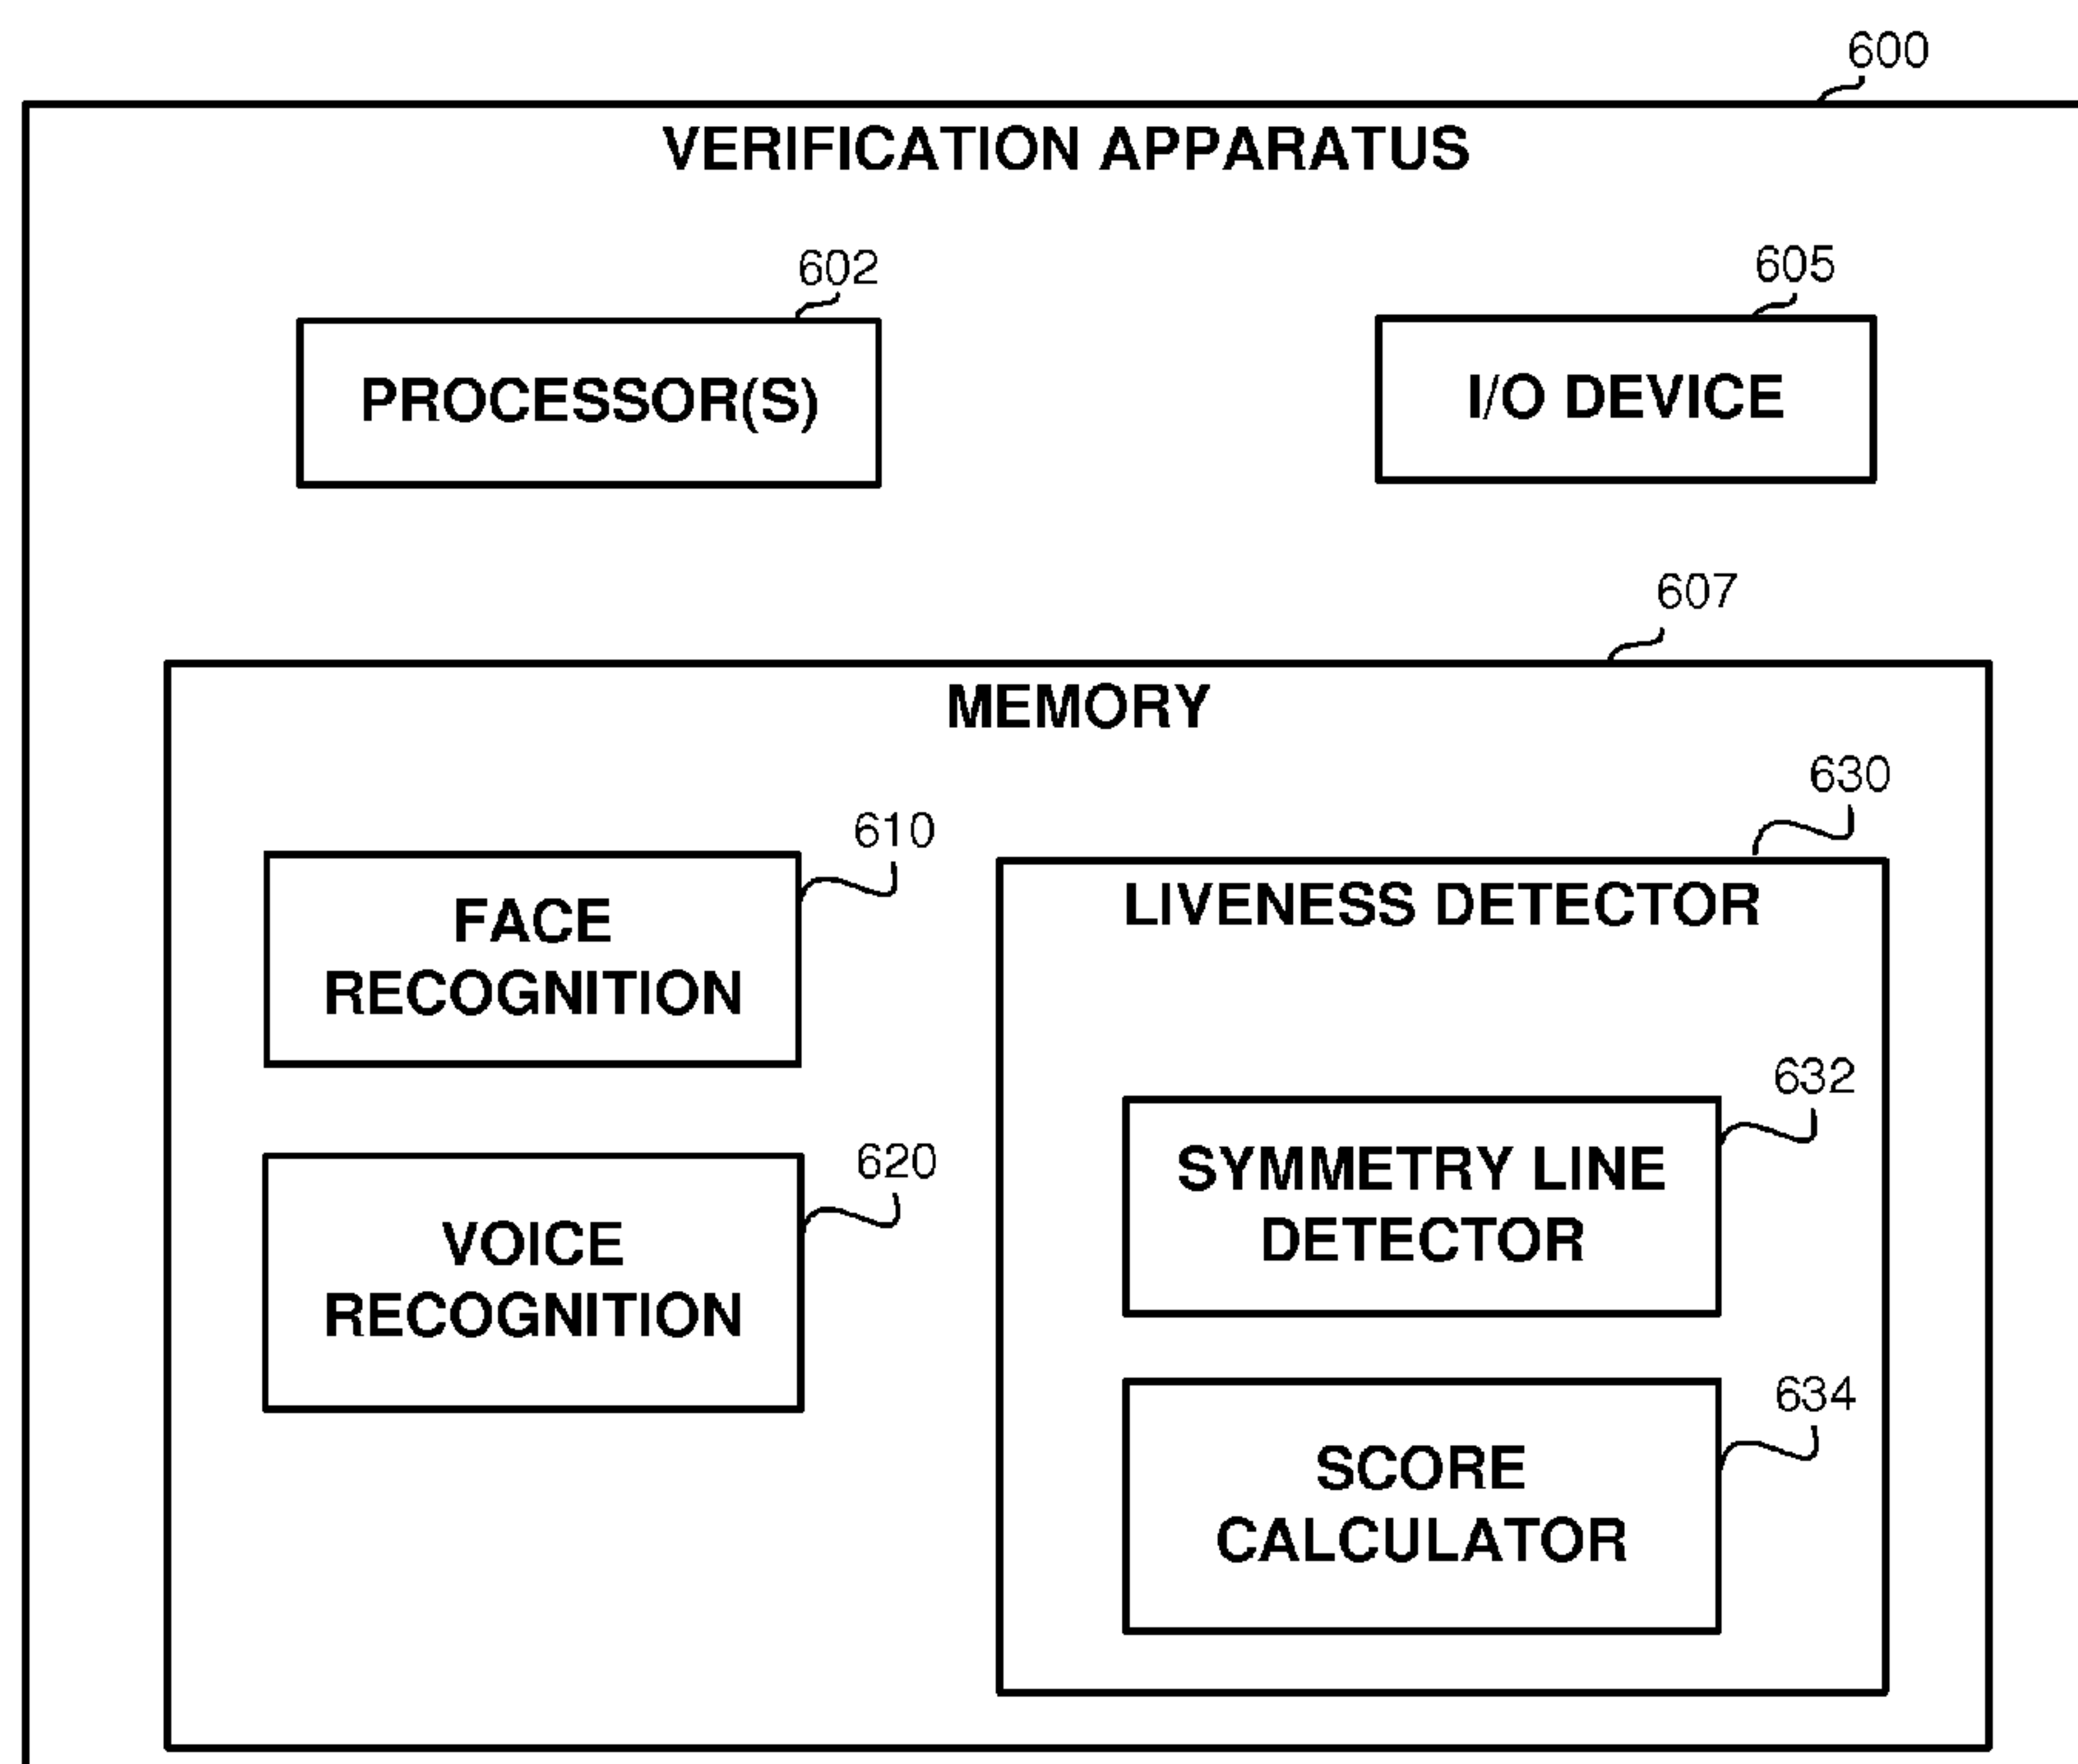 600
VERIFICATION APPARATUS
602
605
PROCESSOR(S)
I/O DEVICE
607
MEMORY
630
610
LIVENESS DETECTOR
FACE
RECOGNITION
632
620
SYMMETRY LINE
DETECTOR
VOICE
RECOGNITION
634
SCORE
CALCULATOR